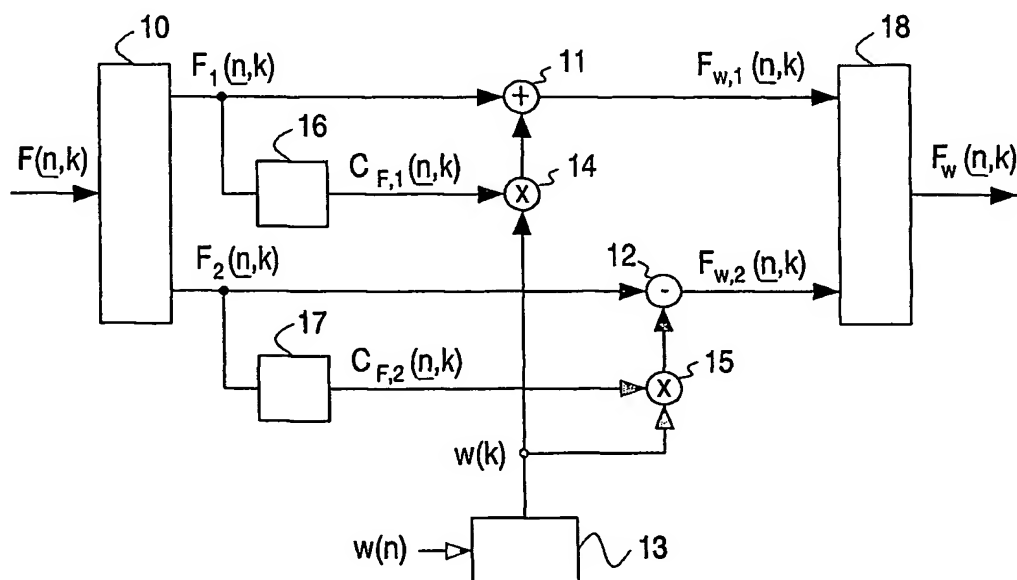 10
18
F₁(n,k)
11
F_w,1(n,k)
+
16
F(n,k)
C_F,1(n,k)
X
14
F_w(n,k)
F₂(n,k)
12
F_w,2(n,k)
-
17
C_F,2(n,k)
X
15
w(k)
w(n)
13